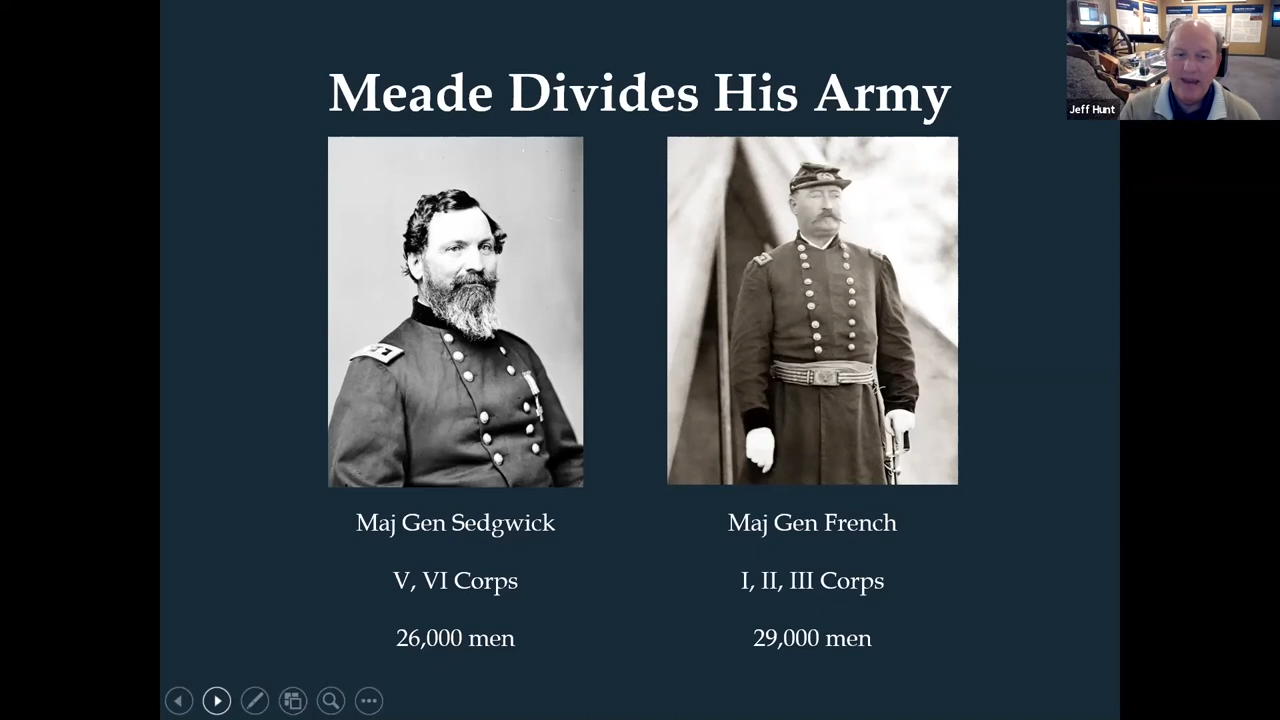 Meade Divides His Army
Jeff Hunt
Maj Gen Sedgwick
Maj Gen French
V, VI Corps
I, II, III Corps
26,000 men
29,000 men